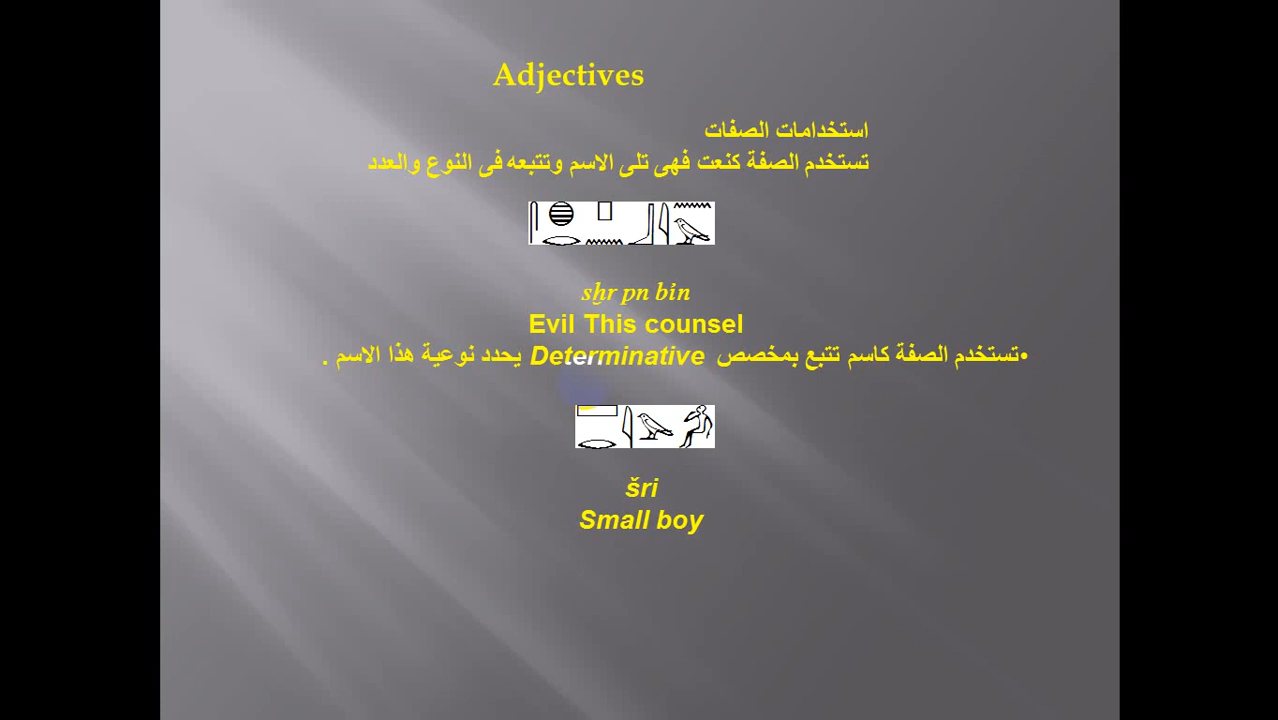 Adjectives
استخدامات الصفات
تستخدم الصفة كنعت فهى تلى الاسم وتتبعه فى النوع والعدد
sẖr pn bỉn
Evil This counsel
•تستخدم الصفة كاسم تتبع بمخصص Determinative يحدد نوعية هذا الاسم .
šri
Small boy